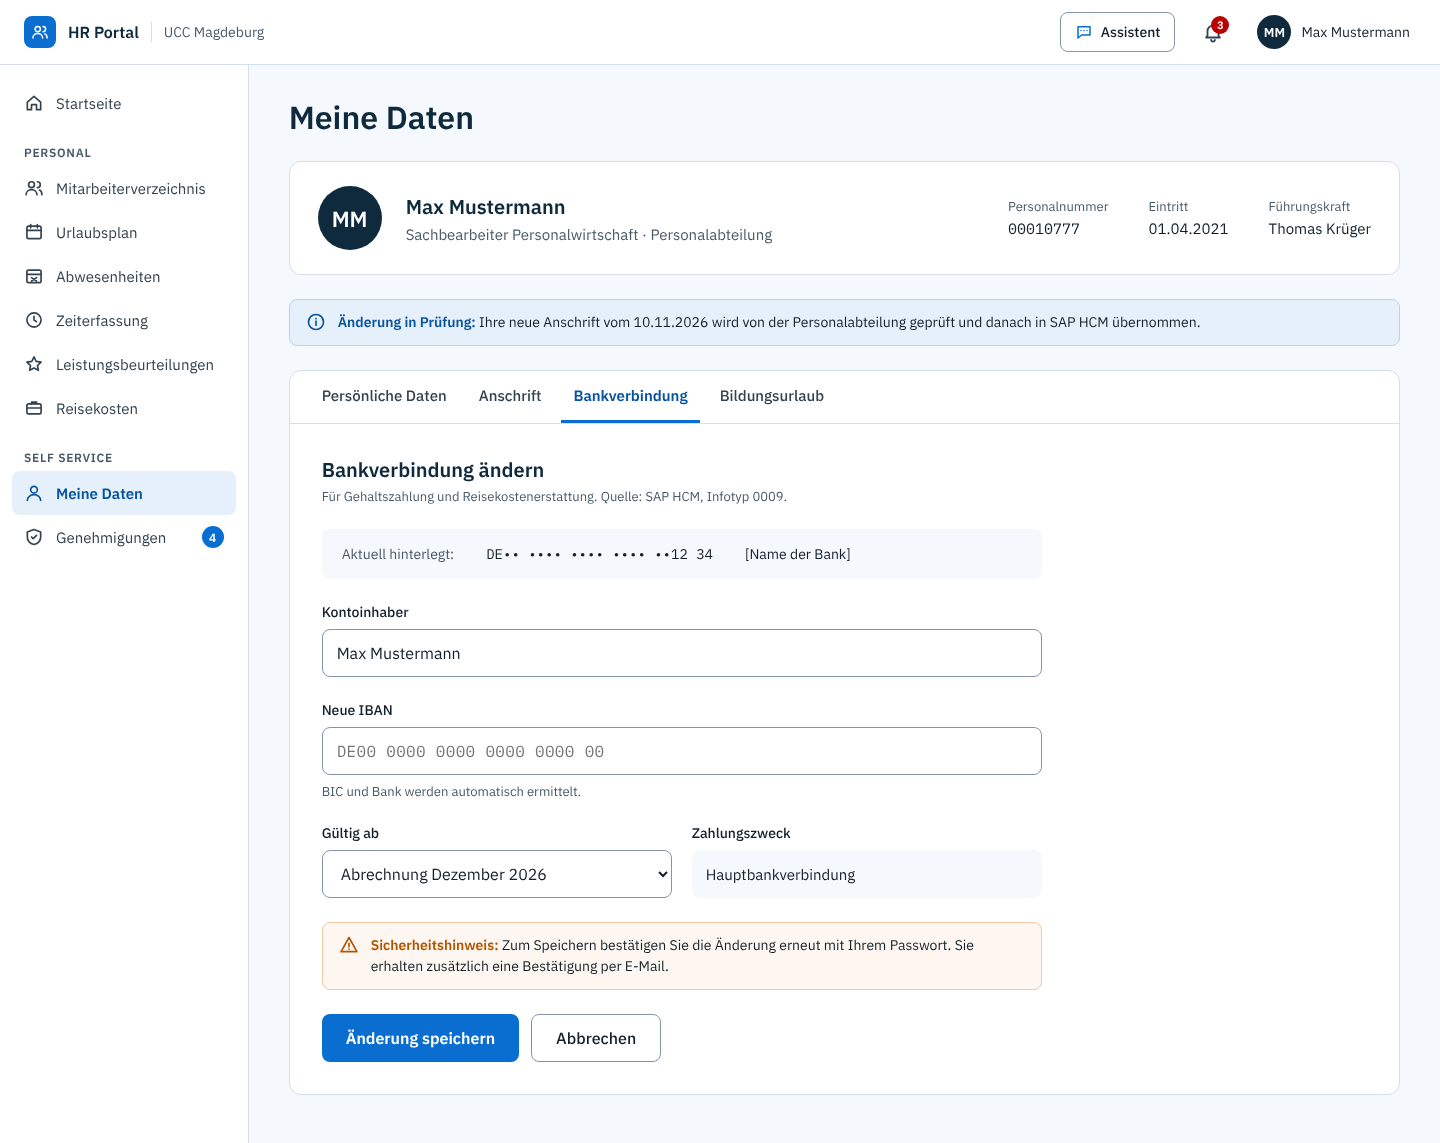 HR Portal
UCC Magdeburg
Assistent
3
MM
Max Mustermann
Startseite
PERSONAL
Mitarbeiterverzeichnis
Urlaubsplan
Abwesenheiten
Zeiterfassung
Leistungsbeurteilungen
Reisekosten
SELF SERVICE
Meine Daten
Genehmigungen
4
Meine Daten
MM
Max Mustermann
Sachbearbeiter Personalwirtschaft · Personalabteilung
Personalnummer
00010777
Eintritt
01.04.2021
Führungskraft
Thomas Krüger
Änderung in Prüfung: Ihre neue Anschrift vom 10.11.2026 wird von der Personalabteilung geprüft und danach in SAP HCM übernommen.
Persönliche Daten
Anschrift
Bankverbindung
Bildungsurlaub
Bankverbindung ändern
Für Gehaltszahlung und Reisekostenerstattung. Quelle: SAP HCM, Infotyp 0009.
Aktuell hinterlegt: DE•• •••• •••• •••• ••12 34 [Name der Bank]
Kontoinhaber
Max Mustermann
Neue IBAN
DE00 0000 0000 0000 0000 00
BIC und Bank werden automatisch ermittelt.
Gültig ab
Abrechnung Dezember 2026
Zahlungszweck
Hauptbankverbindung
Sicherheitshinweis: Zum Speichern bestätigen Sie die Änderung erneut mit Ihrem Passwort. Sie
erhalten zusätzlich eine Bestätigung per E-Mail.
Änderung speichern
Abbrechen